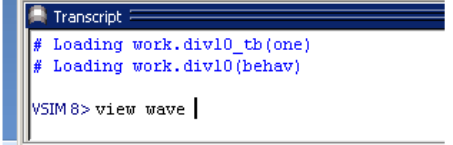 Transcript
# Loading work.div10_tb(one)
# Loading work.div10(behav)
VSIM 8> view wave